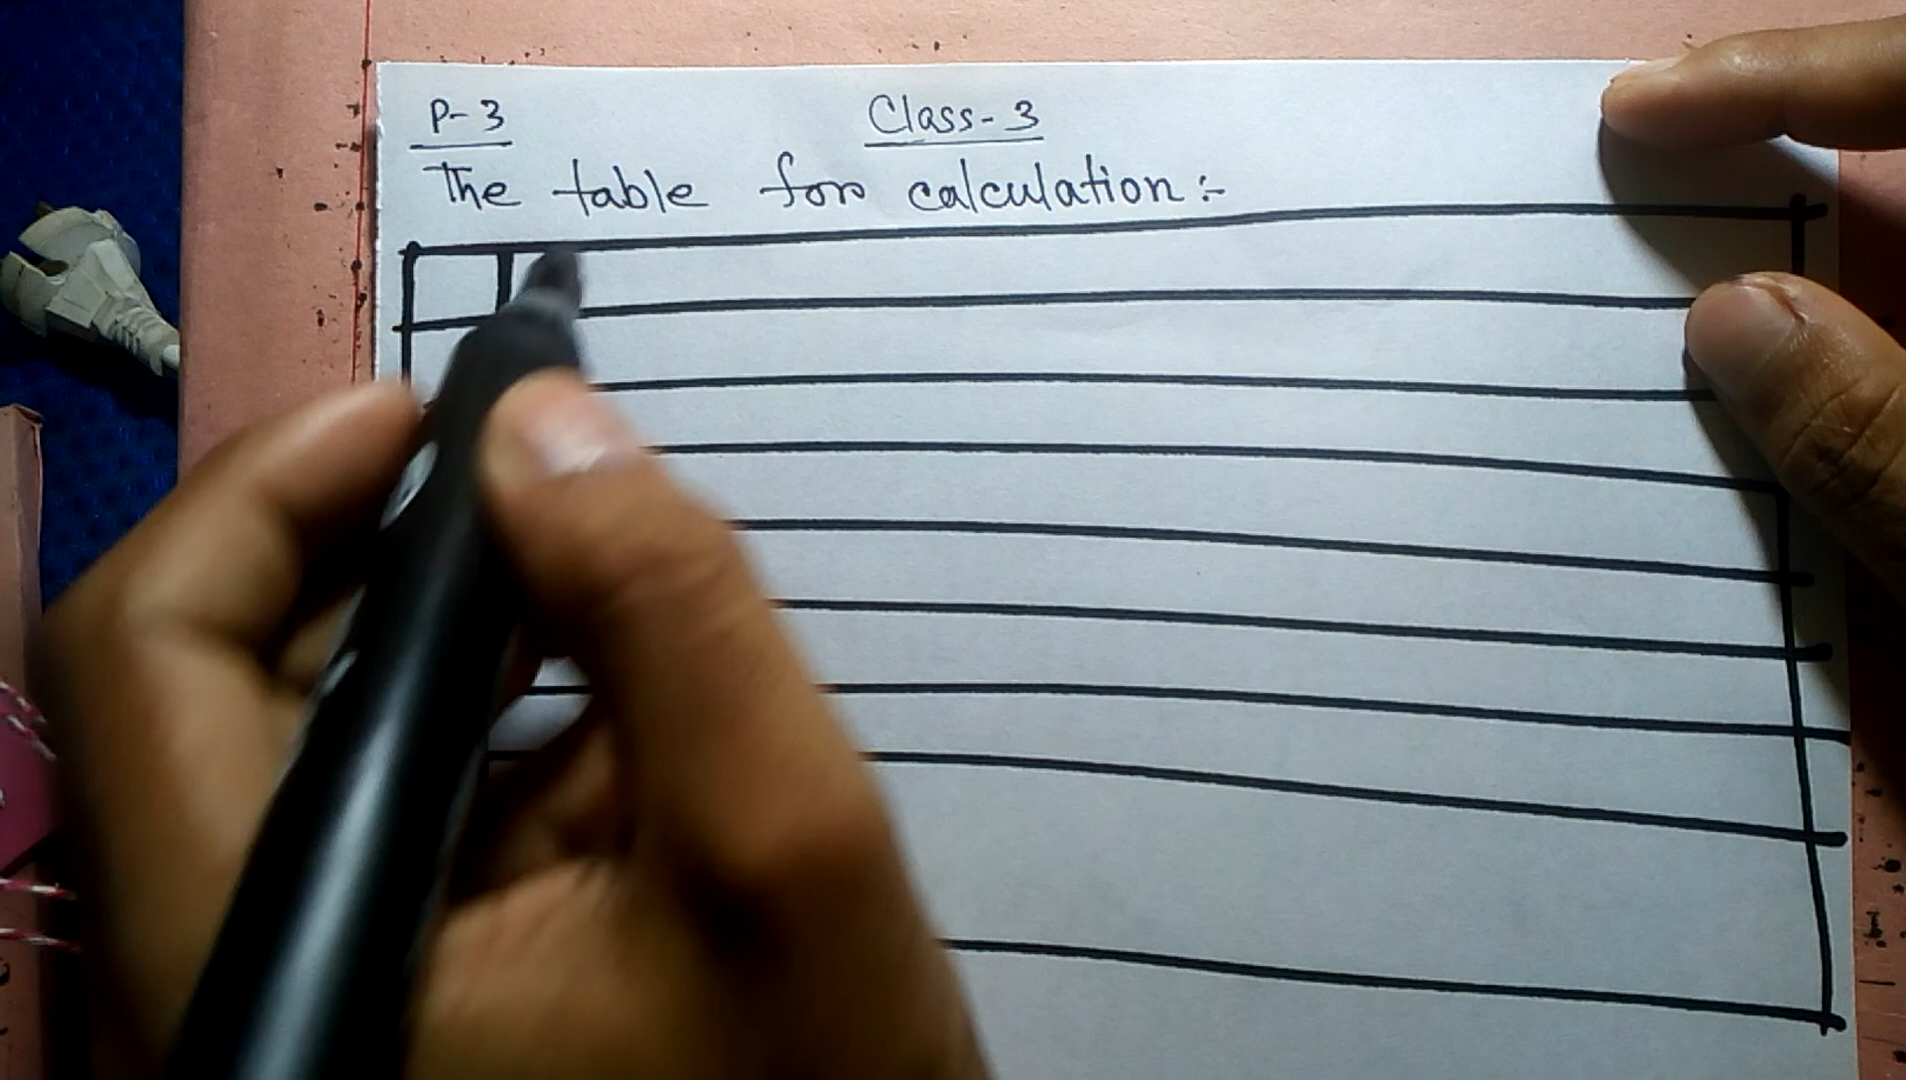 P-3 Class-3
The table for calculation:-